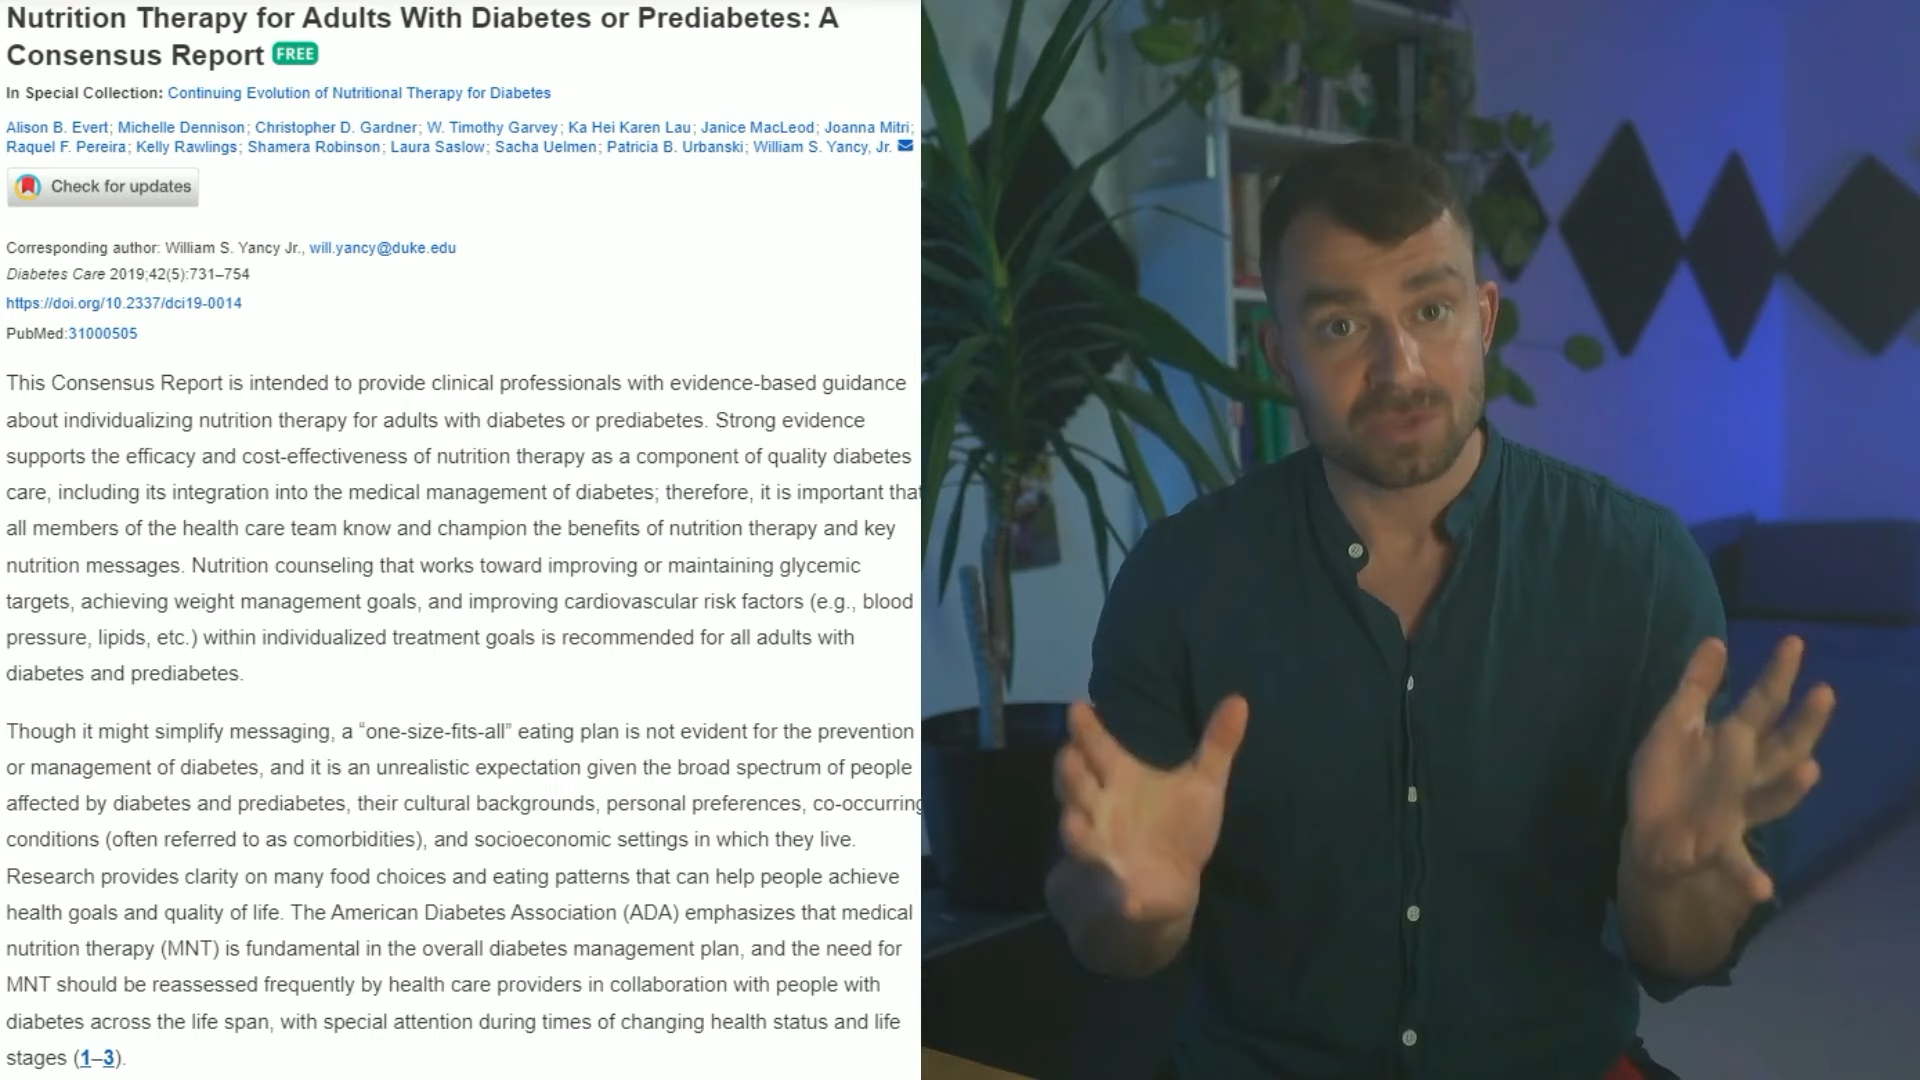 Nutrition Therapy for Adults With Diabetes or Prediabetes: A
Consensus Report FREE
In Special Collection: Continuing Evolution of Nutritional Therapy for Diabetes
Alison B. Evert; Michelle Dennison; Christopher D. Gardner; W. Timothy Garvey; Ka Hei Karen Lau; Janice MacLeod; Joanna Mitri;
Raquel F. Pereira; Kelly Rawlings; Shamera Robinson; Laura Saslow; Sacha Uelmen; Patricia B. Urbanski; William S. Yancy, Jr.
Check for updates
Corresponding author: William S. Yancy Jr., will.yancy@duke.edu
Diabetes Care 2019;42(5):731–754
https://doi.org/10.2337/dci19-0014
PubMed:31000505
This Consensus Report is intended to provide clinical professionals with evidence-based guidance
about individualizing nutrition therapy for adults with diabetes or prediabetes. Strong evidence
supports the efficacy and cost-effectiveness of nutrition therapy as a component of quality diabetes
care, including its integration into the medical management of diabetes; therefore, it is important that
all members of the health care team know and champion the benefits of nutrition therapy and key
nutrition messages. Nutrition counseling that works toward improving or maintaining glycemic
targets, achieving weight management goals, and improving cardiovascular risk factors (e.g., blood
pressure, lipids, etc.) within individualized treatment goals is recommended for all adults with
diabetes and prediabetes.
Though it might simplify messaging, a “one-size-fits-all” eating plan is not evident for the prevention
or management of diabetes, and it is an unrealistic expectation given the broad spectrum of people
affected by diabetes and prediabetes, their cultural backgrounds, personal preferences, co-occurring
conditions (often referred to as comorbidities), and socioeconomic settings in which they live.
Research provides clarity on many food choices and eating patterns that can help people achieve
health goals and quality of life. The American Diabetes Association (ADA) emphasizes that medical
nutrition therapy (MNT) is fundamental in the overall diabetes management plan, and the need for
MNT should be reassessed frequently by health care providers in collaboration with people with
diabetes across the life span, with special attention during times of changing health status and life
stages (1–3).